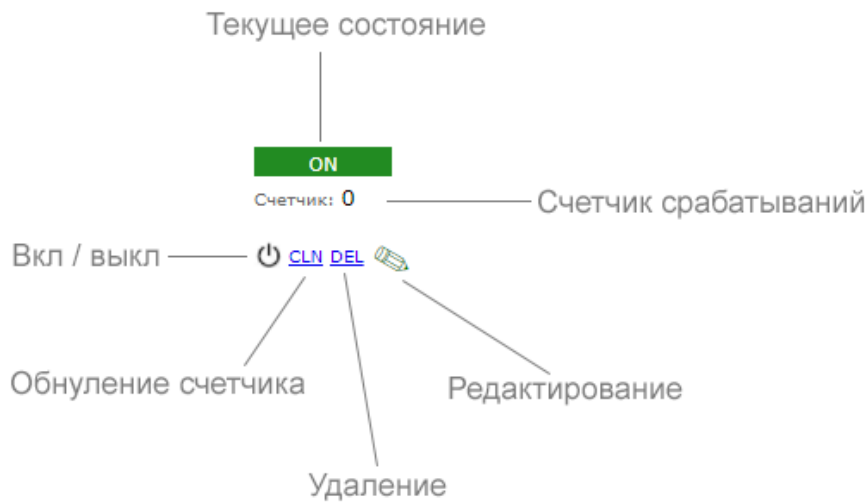 Текущее состояние
ON
Счетчик: 0
Счетчик срабатываний
Вкл / выкл
CLN DEL
Обнуление счетчика
Редактирование
Удаление